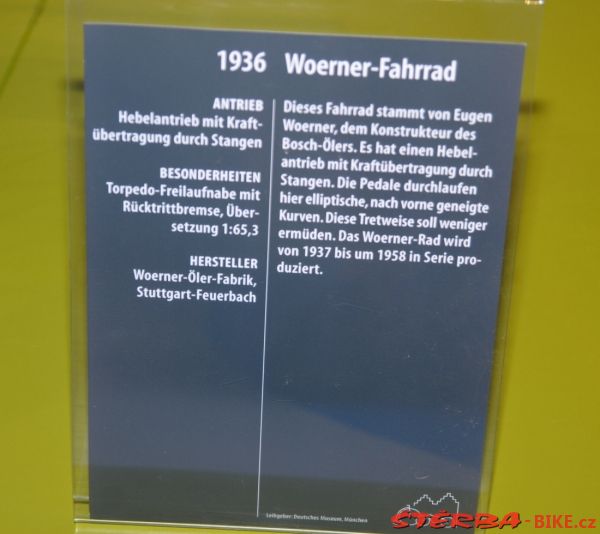 1936 Woerner-Fahrrad
ANTRIEB
Hebelantrieb mit Kraft-
übertragung durch Stangen
BESONDERHEITEN
Torpedo-Freilaufnabe mit
Rücktrittbremse, Über-
setzung 1:65,3
HERSTELLER
Woerner-Öler-Fabrik,
Stuttgart-Feuerbach
Dieses Fahrrad stammt von Eugen
Woerner, dem Konstrukteur des
Bosch-Ölers. Es hat einen Hebel-
antrieb mit Kraftübertragung durch
Stangen. Die Pedale durchlaufen
hier elliptische, nach vorne geneigte
Kurven. Diese Tretweise soll weniger
ermüden. Das Woerner-Rad wird
von 1937 bis um 1958 in Serie pro-
duziert.
Leihgeber: Deutsches Museum, München
ŠTĚRBA-BIKE.cz